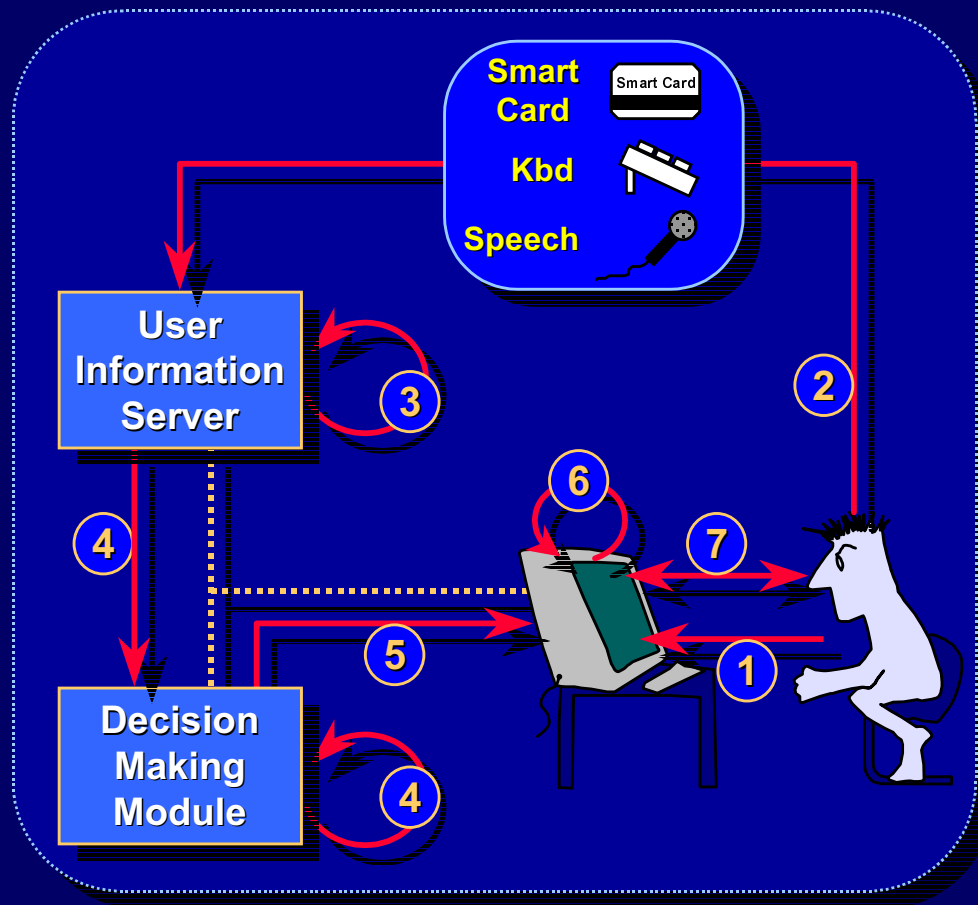 Smart
Card
Smart Card
Kbd
Speech
User
Information
Server
3
2
6
4
7
5
1
Decision
Making
Module
4